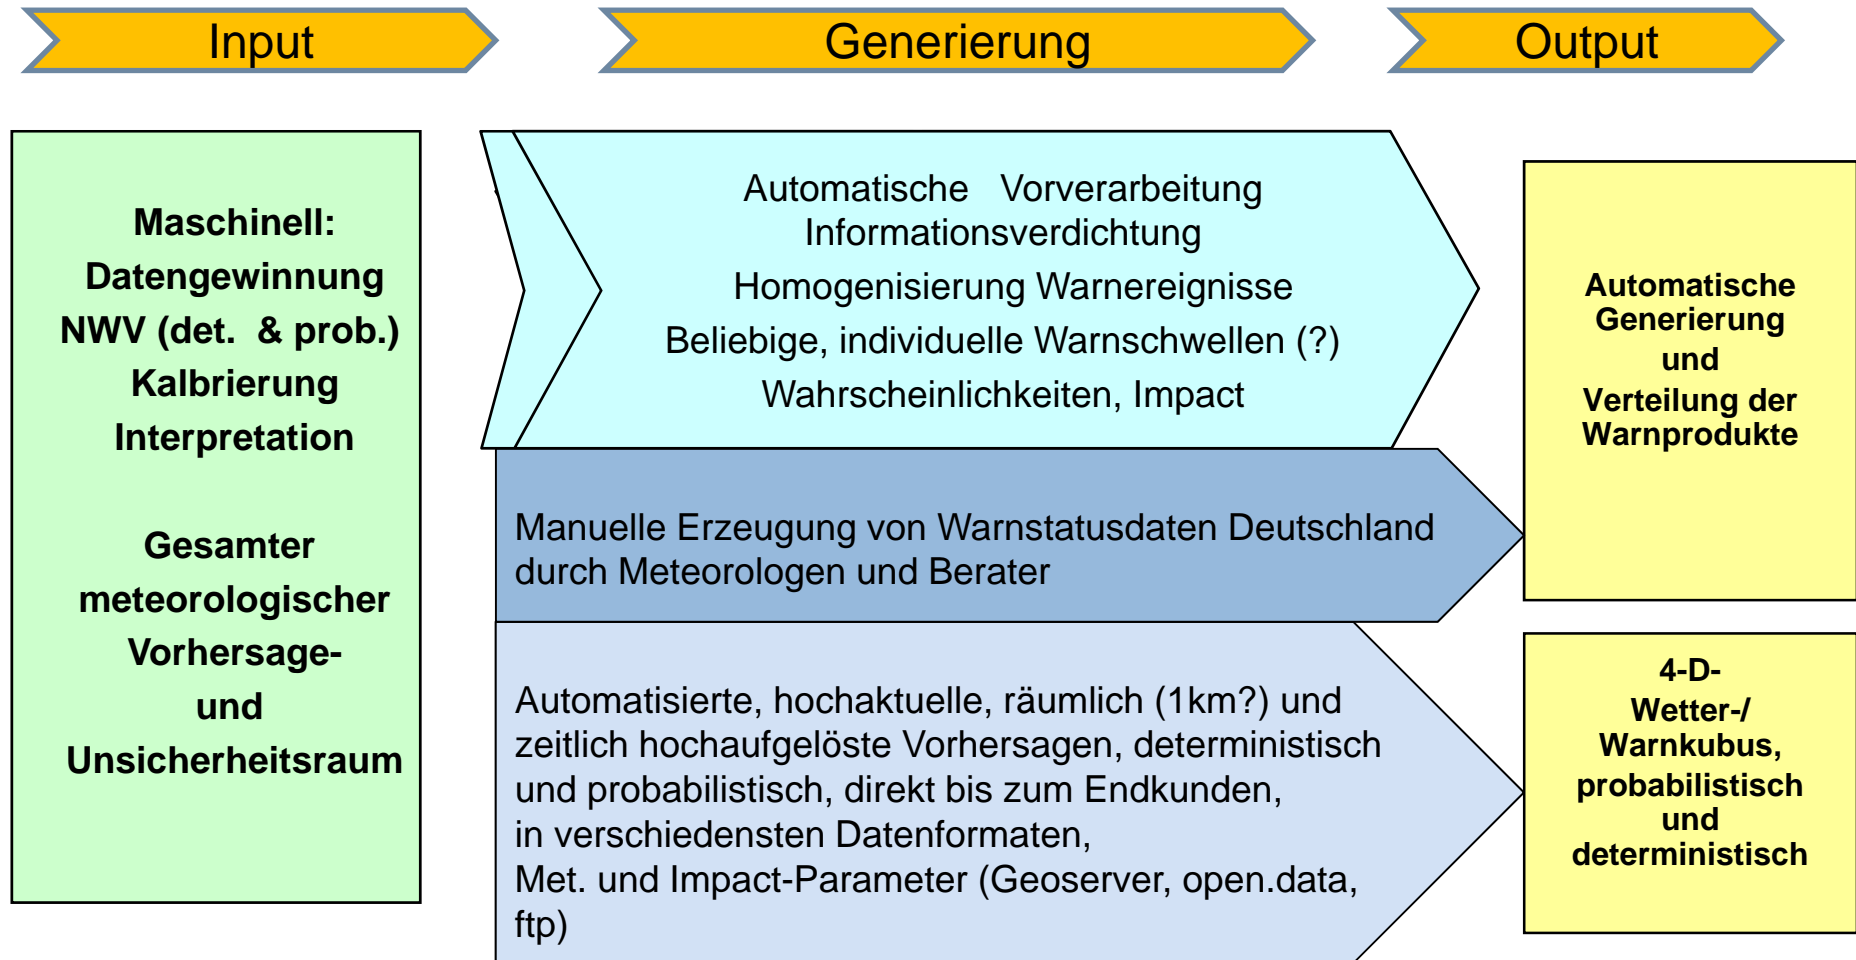 Input
Generierung
Output
Maschinell:
Datengewinnung
NWV (det. & prob.)
Kalbrierung
Interpretation
Gesamter
meteorologischer
Vorhersage-
und
Unsicherheitsraum
Automatische Vorverarbeitung
Informationsverdichtung
Homogenisierung Warnereignisse
Beliebige, individuelle Warnschwellen (?)
Wahrscheinlichkeiten, Impact
Manuelle Erzeugung von Warnstatusdaten Deutschland
durch Meteorologen und Berater
Automatisierte, hochaktuelle, räumlich (1km?) und
zeitlich hochaufgelöste Vorhersagen, deterministisch
und probabilistisch, direkt bis zum Endkunden,
in verschiedensten Datenformaten,
Met. und Impact-Parameter (Geoserver, open.data,
ftp)
Automatische
Generierung
und
Verteilung der
Warnprodukte
4-D-
Wetter-/
Warnkubus,
probabilistisch
und
deterministisch